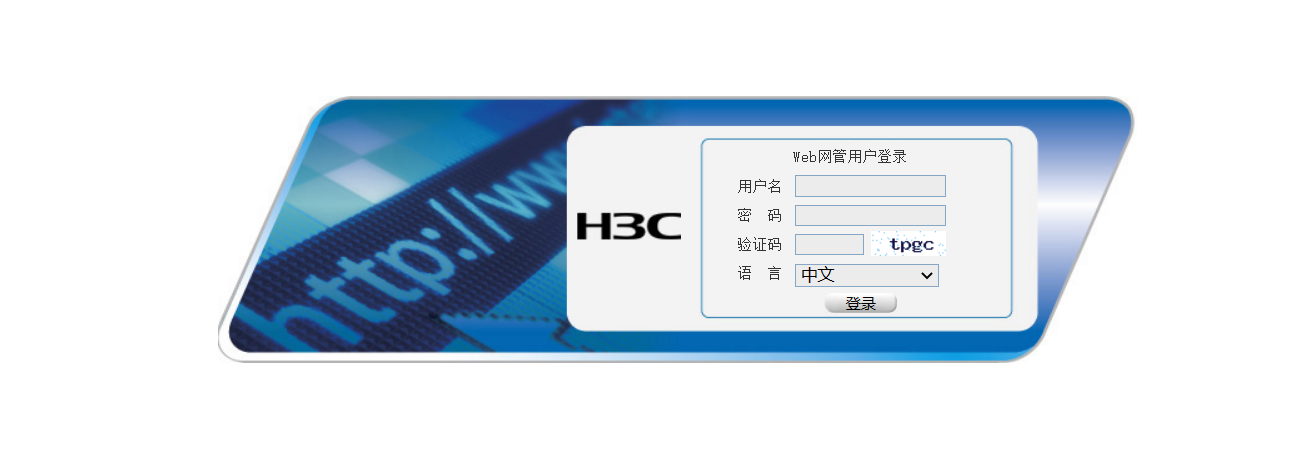 http://www
H3C
Web网管用户登录
用户名
密 码
验证码 tpgc
语 言 中文
登录